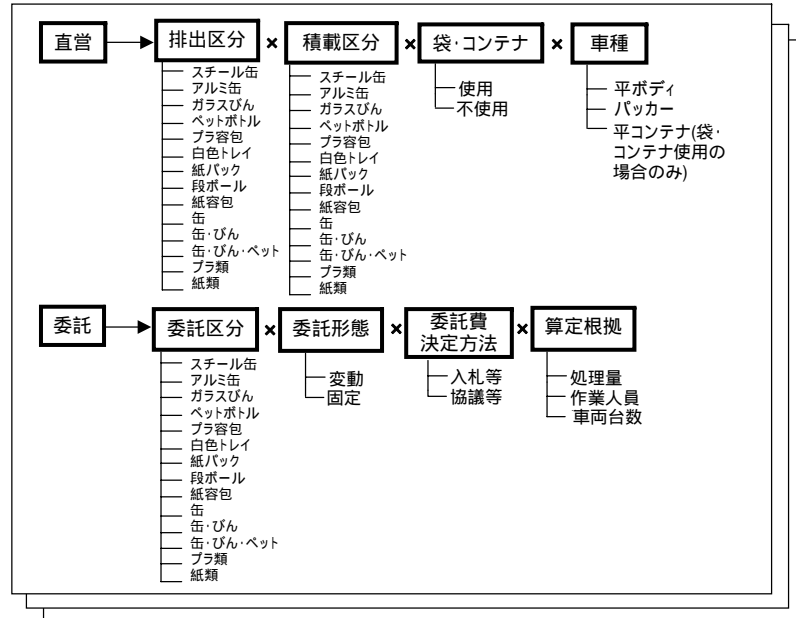 直営
排出区分 × 積載区分 × 袋･コンテナ × 車種
スチール缶
アルミ缶
ガラスびん
ペットボトル
プラ容包
白色トレイ
紙パック
段ボール
紙容包
缶
缶･びん
缶･びん･ペット
プラ類
紙類
スチール缶
アルミ缶
ガラスびん
ペットボトル
プラ容包
白色トレイ
紙パック
段ボール
紙容包
缶
缶･びん
缶･びん･ペット
プラ類
紙類
使用
不使用
平ボディ
パッカー
平コンテナ(袋･
コンテナ使用の
場合のみ)
委託
委託区分 × 委託形態 × 委託費
決定方法 × 算定根拠
スチール缶
アルミ缶
ガラスびん
ペットボトル
プラ容包
白色トレイ
紙パック
段ボール
紙容包
缶
缶･びん
缶･びん･ペット
プラ類
紙類
変動
固定
入札等
協議等
処理量
作業人員
車両台数